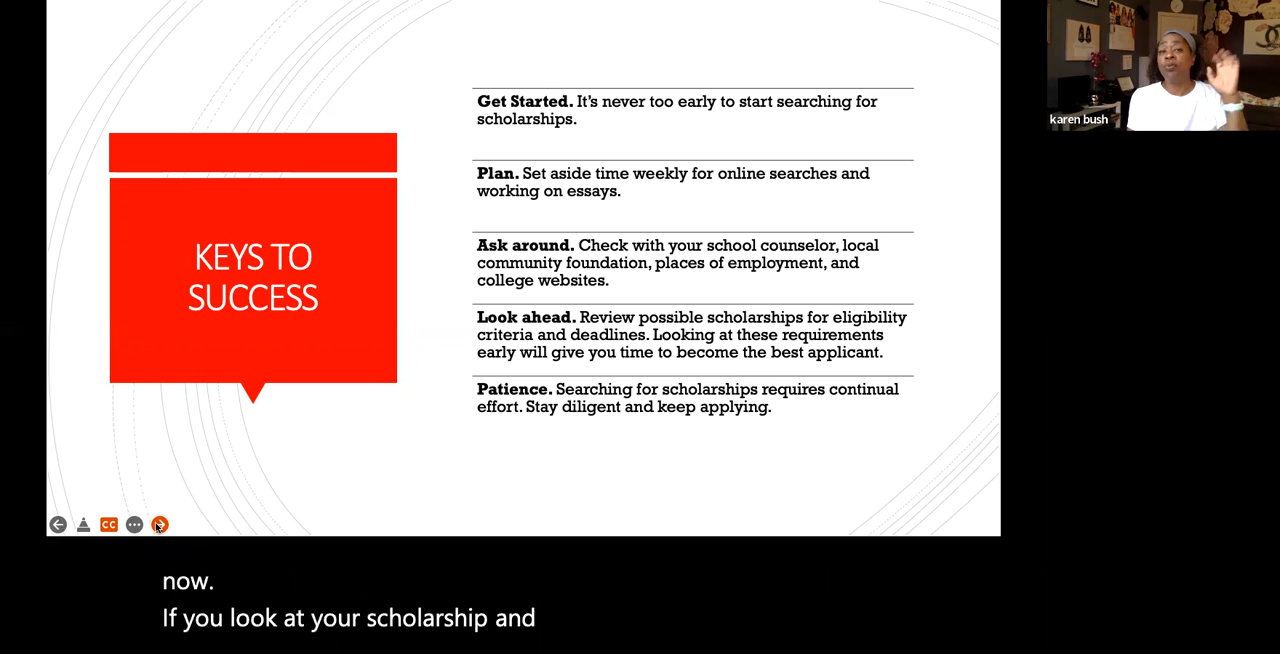 KEYS TO
SUCCESS
Get Started. It's never too early to start searching for
scholarships.
Plan. Set aside time weekly for online searches and
working on essays.
Ask around. Check with your school counselor, local
community foundation, places of employment, and
college websites.
Look ahead. Review possible scholarships for eligibility
criteria and deadlines. Looking at these requirements
early will give you time to become the best applicant.
Patience. Searching for scholarships requires continual
effort. Stay diligent and keep applying.
karen bush
CC
now.
If you look at your scholarship and